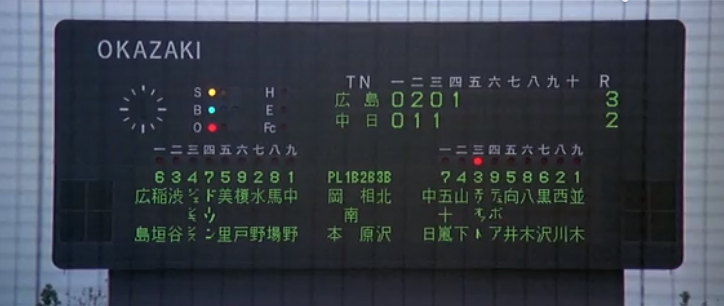 OKAZAKI
TN 一 二 三 四 五 六 七 八 九 十 R
S H 広島 0 2 0 1 3
B E 中日 0 1 1 2
O Fc
一 二 三 四 五 六 七 八 九 一 二 三 四 五 六 七 八 九
6 3 4 7 5 9 2 8 1 PL 1B 2B 3B 7 4 3 9 5 8 6 2 1
広 稲 渋 ド 美 榎 水 馬 中 岡 相 北 中 五 山 向 八 里 西 並
南 十 ボ
島 垣 谷 ン 里 戸 野 場 野 本 原 沢 日 嵐 下 ア 井 木 沢 川 木